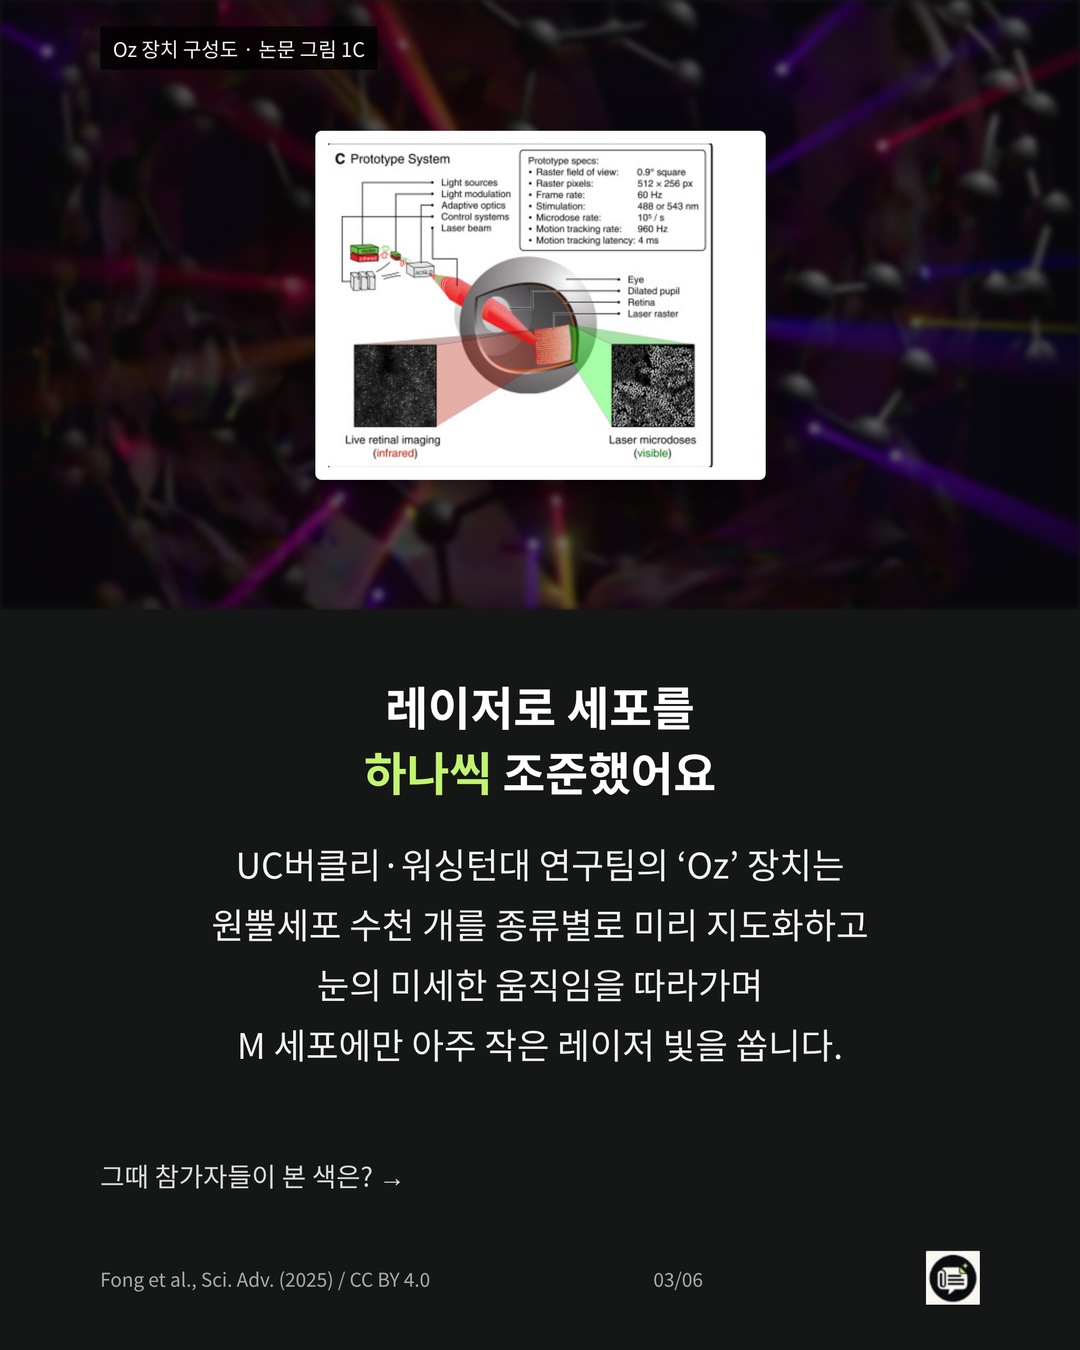 Oz 장치 구성도 · 논문 그림 1C
C Prototype System
Light sources
Light modulation
Adaptive optics
Control systems
Laser beam
Prototype specs:
• Raster field of view: 0.9° square
• Raster pixels: 512 × 256 px
• Frame rate: 60 Hz
• Stimulation: 488 or 543 nm
• Microdose rate: 10⁵ / s
• Motion tracking rate: 960 Hz
• Motion tracking latency: 4 ms
infrared
Eye
Dilated pupil
Retina
Laser raster
Live retinal imaging
(infrared)
Laser microdoses
(visible)
레이저로 세포를
하나씩 조준했어요
UC버클리·워싱턴대 연구팀의 ‘Oz’ 장치는
원뿔세포 수천 개를 종류별로 미리 지도화하고
눈의 미세한 움직임을 따라가며
M 세포에만 아주 작은 레이저 빛을 쏩니다.
그때 참가자들이 본 색은? →
Fong et al., Sci. Adv. (2025) / CC BY 4.0
03/06